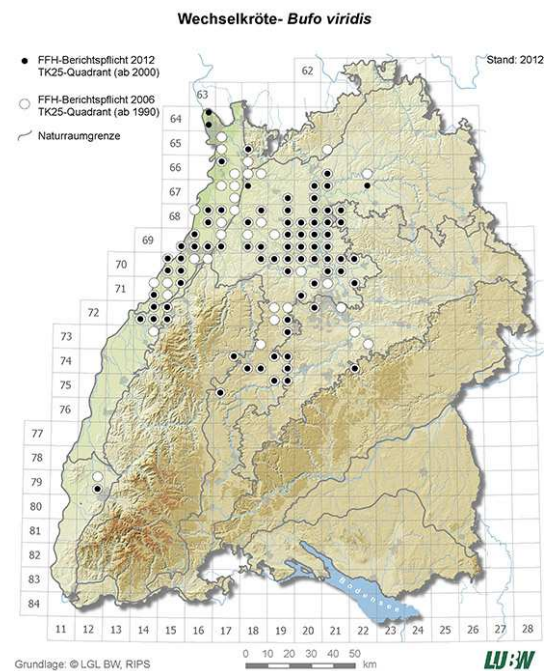 Wechselkröte- Bufo viridis
FFH-Berichtspflicht 2012
TK25-Quadrant (ab 2000)
FFH-Berichtspflicht 2006
TK25-Quadrant (ab 1990)
Naturraumgrenze
Stand: 2012
62
63
64
65
66
67
68
69
70
71
72
73
74
75
76
77
78
79
80
81
82
83
84
Bodensee
11 12 13 14 15 16 17 18 19 20 21 22 23 24 25 26 27 28
0 10 20 30 40 50
km
Grundlage: © LGL BW, RIPS
LUBW